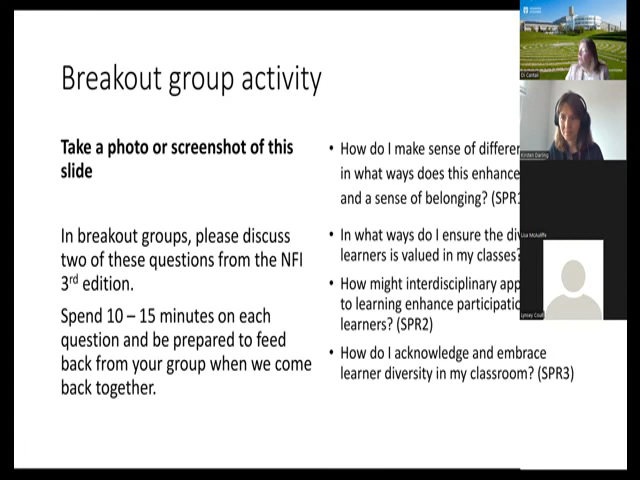 Breakout group activity
Take a photo or screenshot of this
slide
In breakout groups, please discuss
two of these questions from the NFI
3rd edition.
Spend 10 – 15 minutes on each
question and be prepared to feed
back from your group when we come
back together.
• How do I make sense of
in what ways does this enhance
and a sense of belonging? (SPR1
• In what ways do I ensure the
learners is valued in my classes?
• How might interdisciplinary
to learning enhance
learners? (SPR2)
• How do I acknowledge and embrace
learner diversity in my classroom? (SPR3)
Di Cantali
Kirsten Darling
Lisa McAuliffe